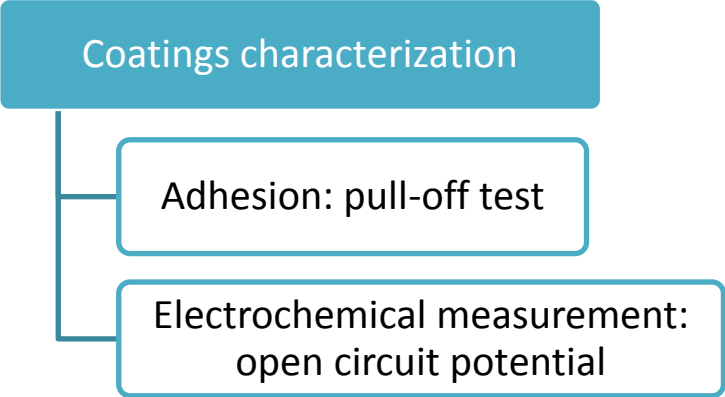 Coatings characterization
Adhesion: pull-off test
Electrochemical measurement:
open circuit potential